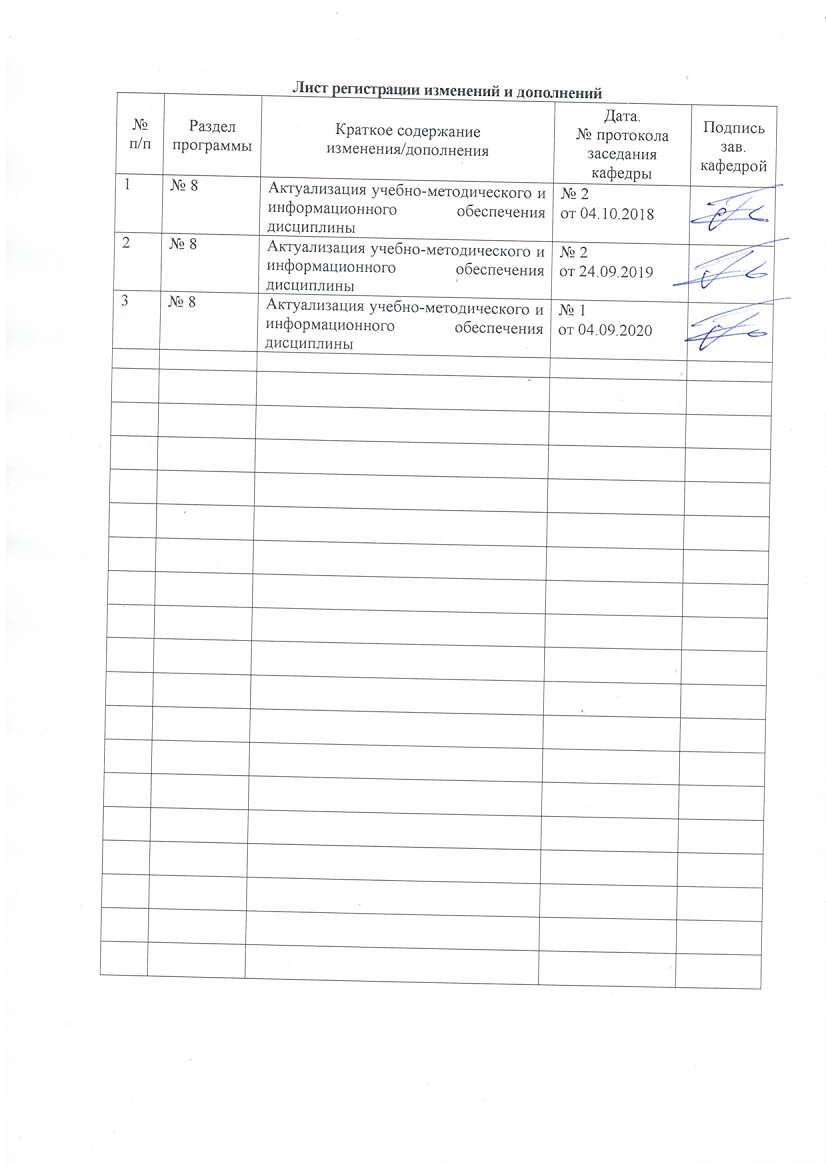 Лист регистрации изменений и дополнений
№
п/п
Раздел
программы
Краткое содержание
изменения/дополнения
Дата.
№ протокола
заседания
кафедры
Подпись
зав.
кафедрой
1
№ 8
Актуализация учебно-методического и
информационного обеспечения
дисциплины
№ 2
от 04.10.2018
2
№ 8
Актуализация учебно-методического и
информационного обеспечения
дисциплины
№ 2
от 24.09.2019
3
№ 8
Актуализация учебно-методического и
информационного обеспечения
дисциплины
№ 1
от 04.09.2020